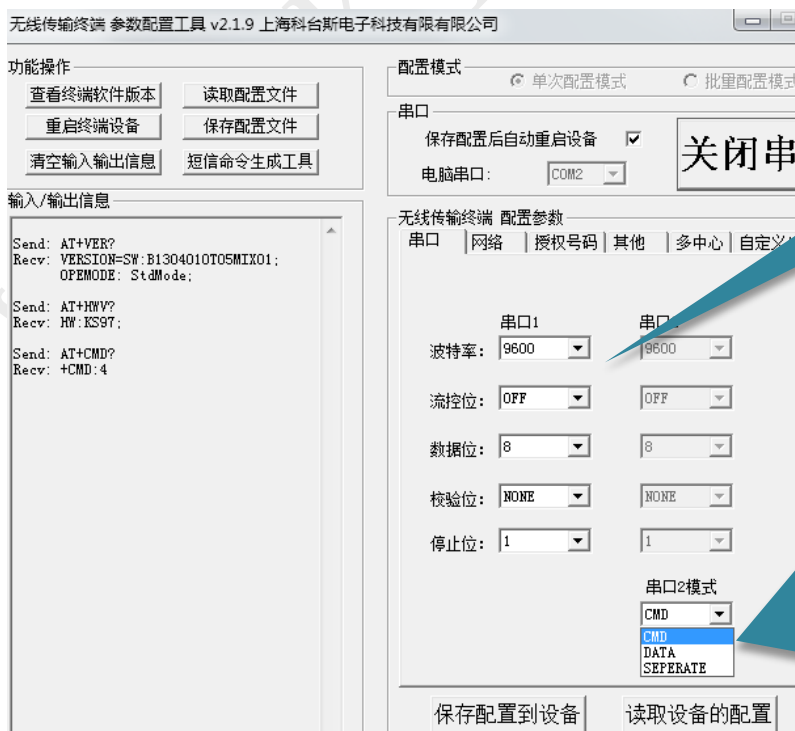 无线传输终端 参数配置工具 v2.1.9 上海科台斯电子科技有限有限公司
功能操作
查看终端软件版本 读取配置文件
重启终端设备 保存配置文件
清空输入输出信息 短信命令生成工具
输入/输出信息
Send: AT+VER?
Recv: VERSION=SW:B1304010T05MIX01;
OPEMODE: StdMode;
Send: AT+HWV?
Recv: HW:KS97;
Send: AT+CMD?
Recv: +CMD:4
配置模式
单次配置模式 批量配置模式
串口
保存配置后自动重启设备
电脑串口: COM2
关闭串
无线传输终端 配置参数
串口 网络 授权号码 其他 多中心 自定义
串口1 串口
波特率: 9600 9600
流控位: OFF OFF
数据位: 8 8
校验位: NONE NONE
停止位: 1 1
串口2模式
CMD
CMD
DATA
SEPERATE
保存配置到设备 读取设备的配置